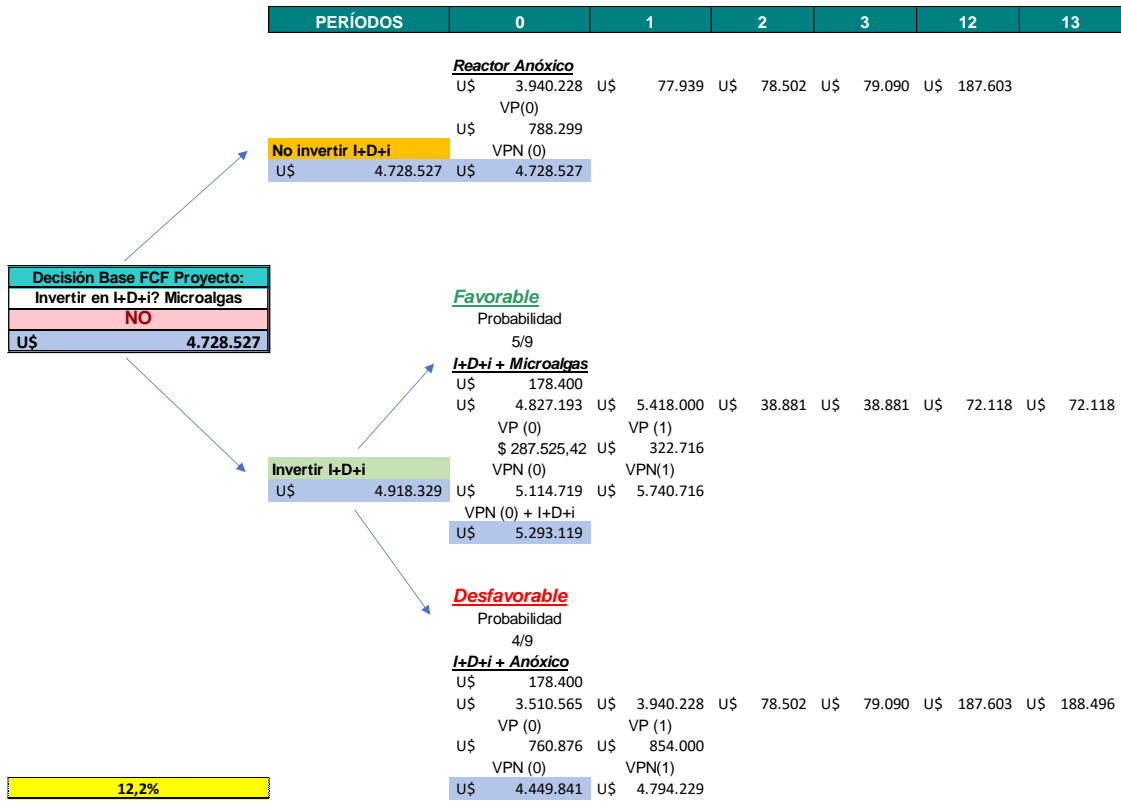 PERÍODOS 0 1 2 3 12 13
Reactor Anóxico
U$ 3.940.228 U$ 77.939 U$ 78.502 U$ 79.090 U$ 187.603
VP(0)
U$ 788.299
No invertir I+D+i VPN (0)
U$ 4.728.527 U$ 4.728.527
Decisión Base FCF Proyecto:
Invertir en I+D+i? Microalgas
NO
U$ 4.728.527
Favorable
Probabilidad
5/9
I+D+i + Microalgas
U$ 178.400
U$ 4.827.193 U$ 5.418.000 U$ 38.881 U$ 38.881 U$ 72.118 U$ 72.118
VP (0) VP (1)
$ 287.525,42 U$ 322.716
Invertir I+D+i VPN (0) VPN(1)
U$ 4.918.329 U$ 5.114.719 U$ 5.740.716
VPN (0) + I+D+i
U$ 5.293.119
Desfavorable
Probabilidad
4/9
I+D+i + Anóxico
U$ 178.400
U$ 3.510.565 U$ 3.940.228 U$ 78.502 U$ 79.090 U$ 187.603 U$ 188.496
VP (0) VP (1)
U$ 760.876 U$ 854.000
VPN (0) VPN(1)
12,2% U$ 4.449.841 U$ 4.794.229